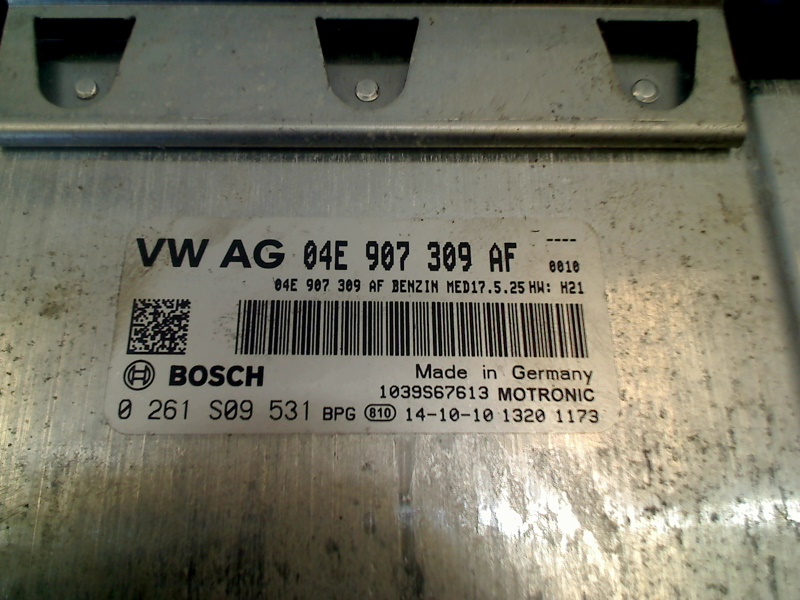 VW AG 04E 907 309 AF ----
0010
04E 907 309 AF BENZIN MED17.5.25 HW: H21
BOSCH Made in Germany
1039S67613 MOTRONIC
0 261 S09 531 BPG 810 14-10-10 1320 1173